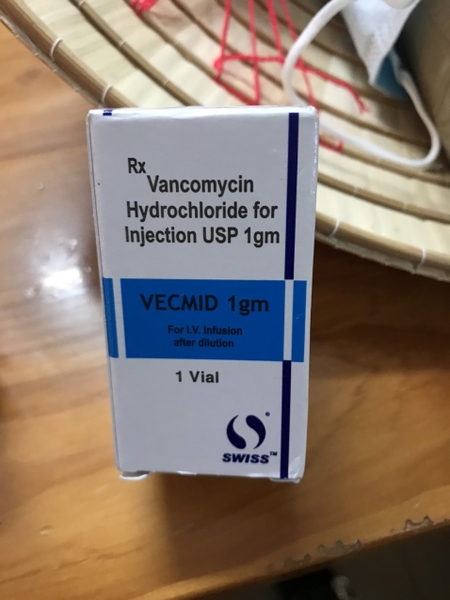 Rx
Vancomycin
Hydrochloride for
Injection USP 1gm
VECMID 1gm
For I.V. Infusion
after dilution
1 Vial
SWISS™